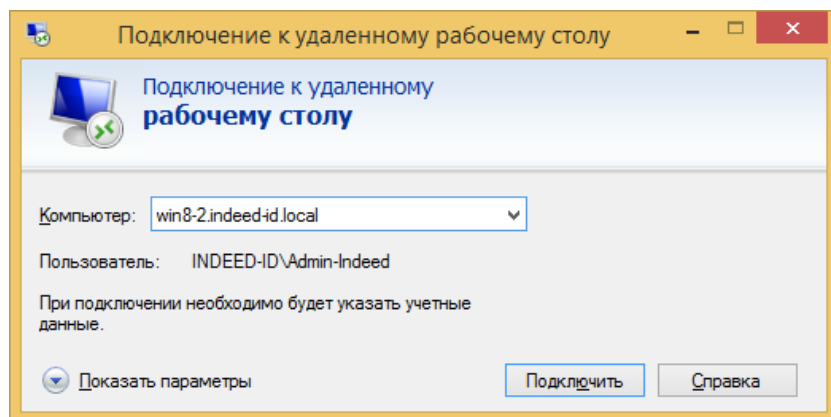 Подключение к удаленному рабочему столу
Подключение к удаленному
рабочему столу
Компьютер: win8-2.indeed-id.local
Пользователь: INDEED-ID\Admin-Indeed
При подключении необходимо будет указать учетные
данные.
Показать параметры Подключить Справка